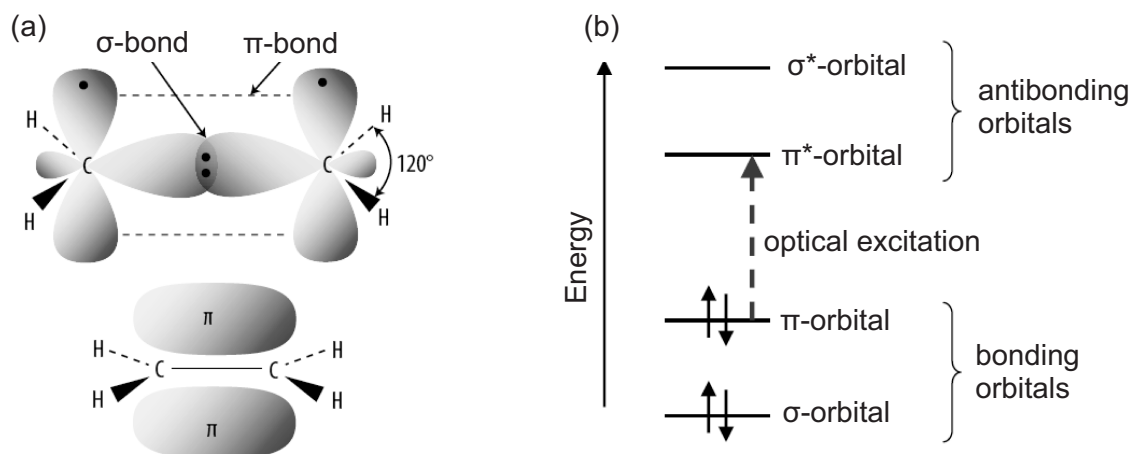 (a)
σ-bond π-bond
H H
C C 120°
H H
π
H H
C C
H H
π
(b)
Energy
σ*-orbital
antibonding
orbitals
π*-orbital
optical excitation
π-orbital
bonding
orbitals
σ-orbital